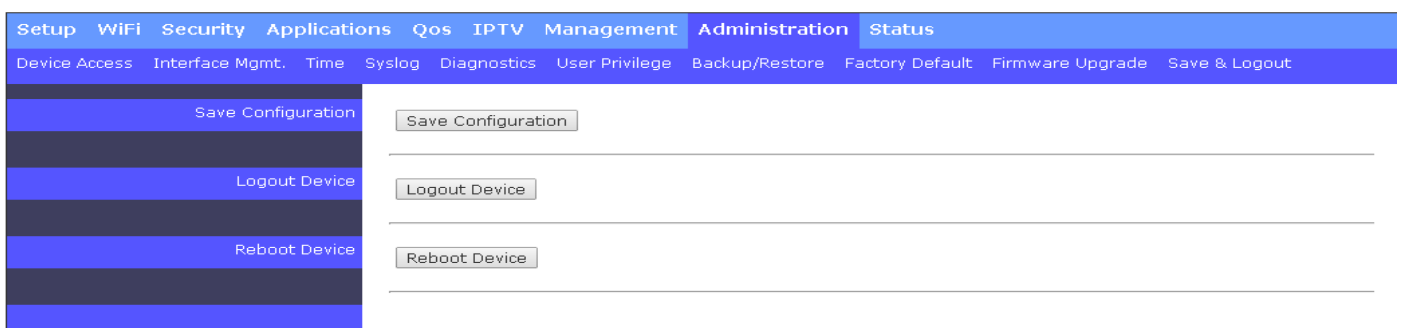 Setup WiFi Security Applications Qos IPTV Management Administration Status
Device Access Interface Mgmt. Time Syslog Diagnostics User Privilege Backup/Restore Factory Default Firmware Upgrade Save & Logout
Save Configuration Save Configuration
Logout Device Logout Device
Reboot Device Reboot Device